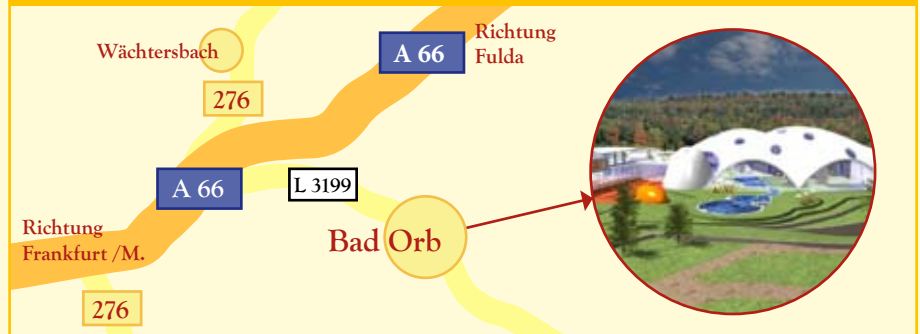 Wächtersbach
A 66
Richtung
Fulda
276
A 66
L 3199
Richtung
Frankfurt /M.
Bad Orb
276